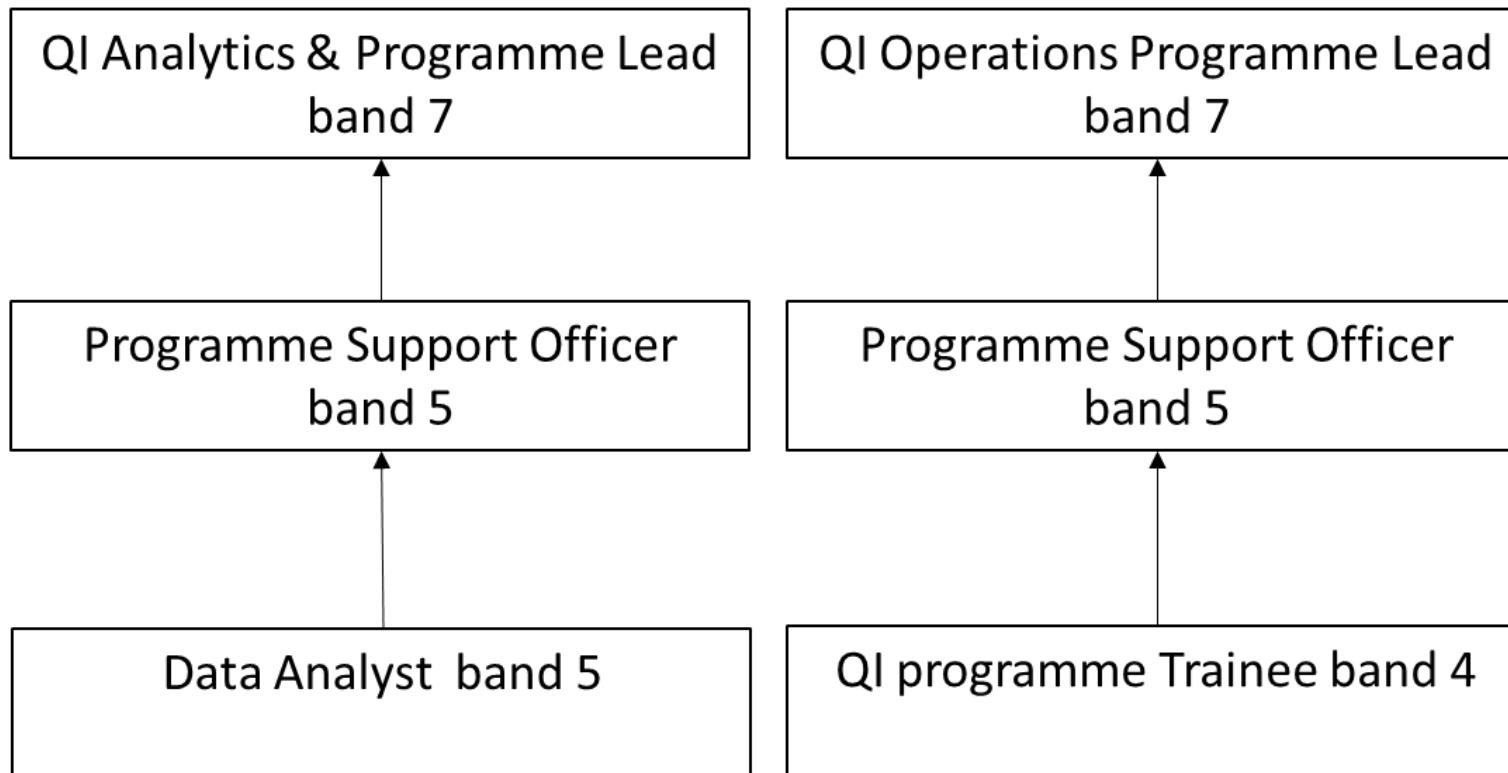 QI Analytics & Programme Lead
band 7
QI Operations Programme Lead
band 7
Programme Support Officer
band 5
Programme Support Officer
band 5
Data Analyst  band 5
QI programme Trainee band 4